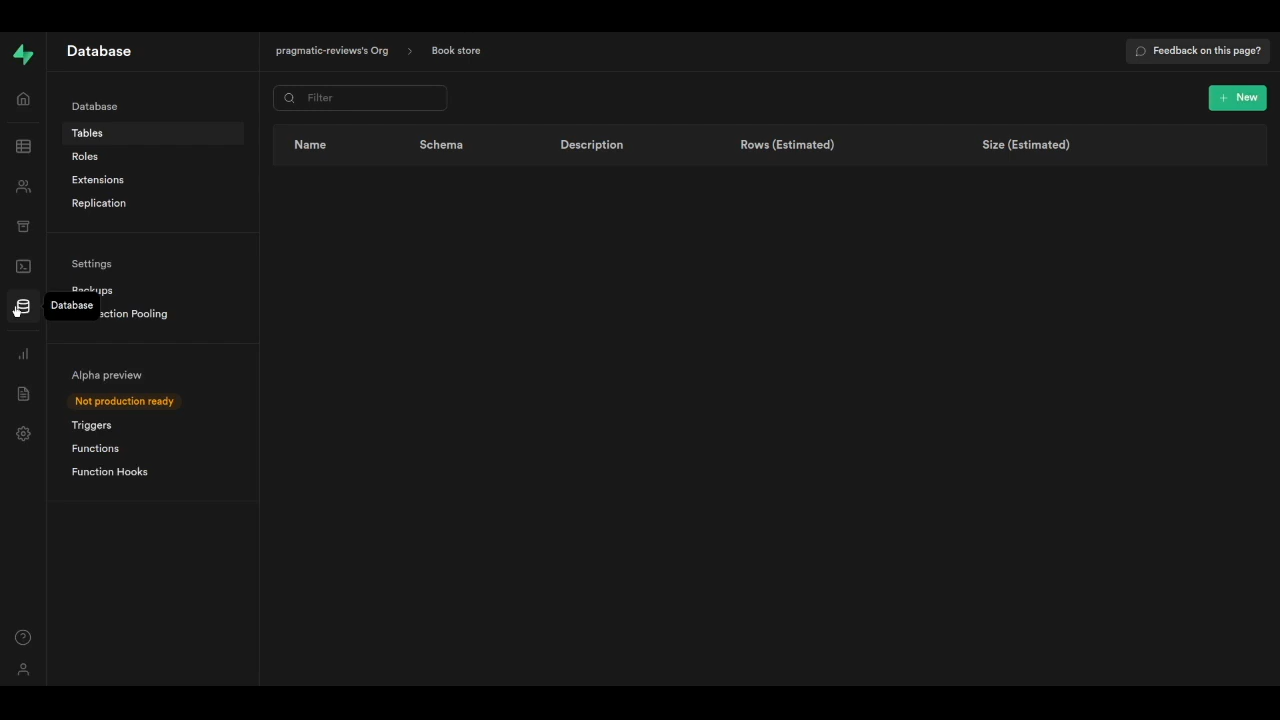 Database
pragmatic-reviews's Org > Book store
Feedback on this page?
Database
Tables
Roles
Extensions
Replication
Settings
Backups
Database
ection Pooling
Alpha preview
Not production ready
Triggers
Functions
Function Hooks
Filter
+ New
Name Schema Description Rows (Estimated) Size (Estimated)